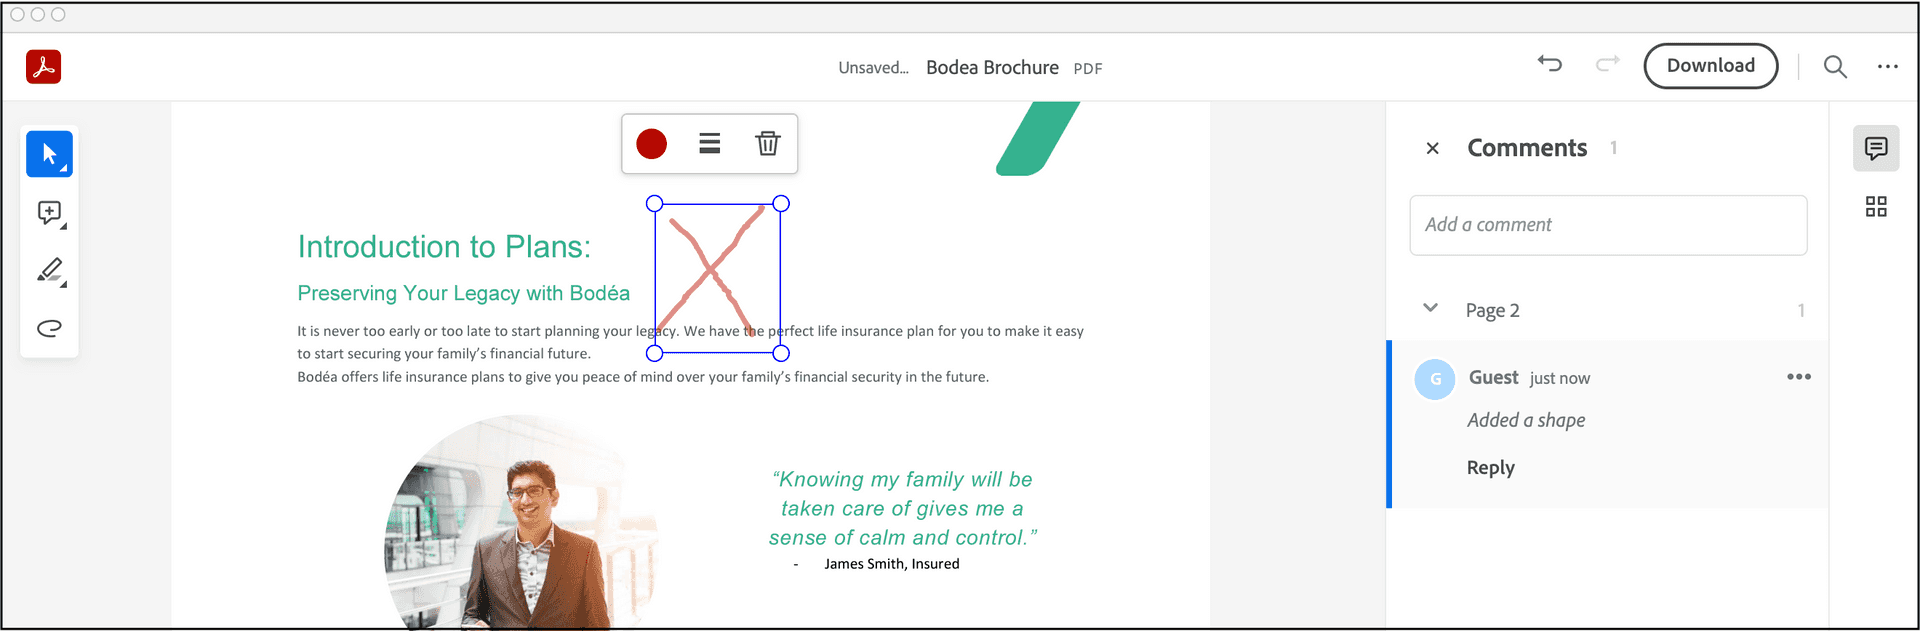 Unsaved... Bodea Brochure PDF
Download
Comments 1
Add a comment
Page 2 1
G Guest just now
Added a shape
Reply
Introduction to Plans:
Preserving Your Legacy with Bodéa
It is never too early or too late to start planning your legacy. We have the perfect life insurance plan for you to make it easy
to start securing your family’s financial future.
Bodéa offers life insurance plans to give you peace of mind over your family’s financial security in the future.
“Knowing my family will be
taken care of gives me a
sense of calm and control.”
- James Smith, Insured